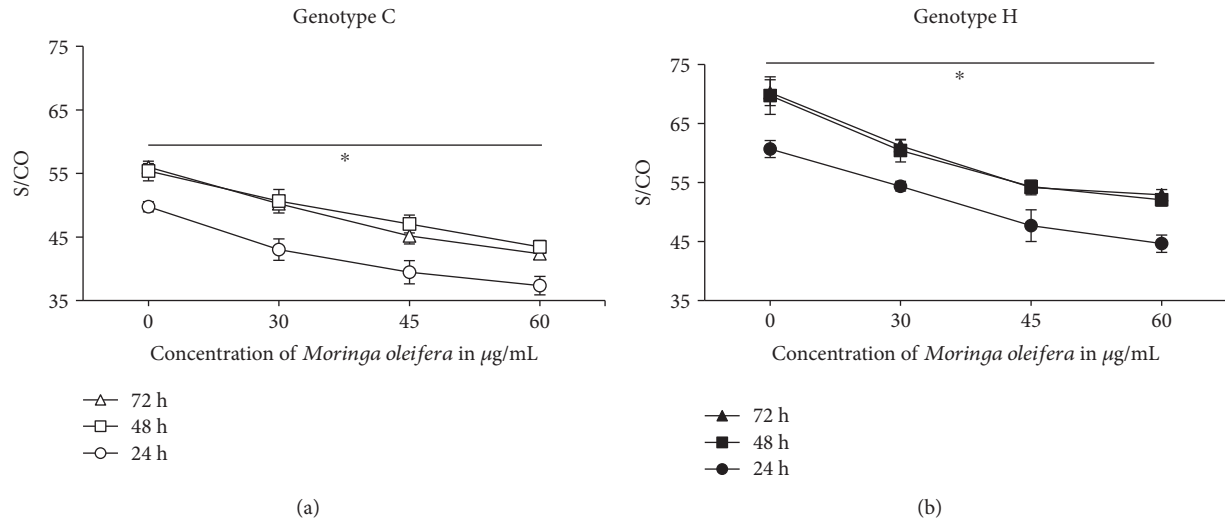 Genotype C
75
65
55
45
35
S/CO
*
0 30 45 60
Concentration of Moringa oleifera in μg/mL
72 h
48 h
24 h
(a)
Genotype H
75
65
55
45
35
S/CO
*
0 30 45 60
Concentration of Moringa oleifera in μg/mL
72 h
48 h
24 h
(b)